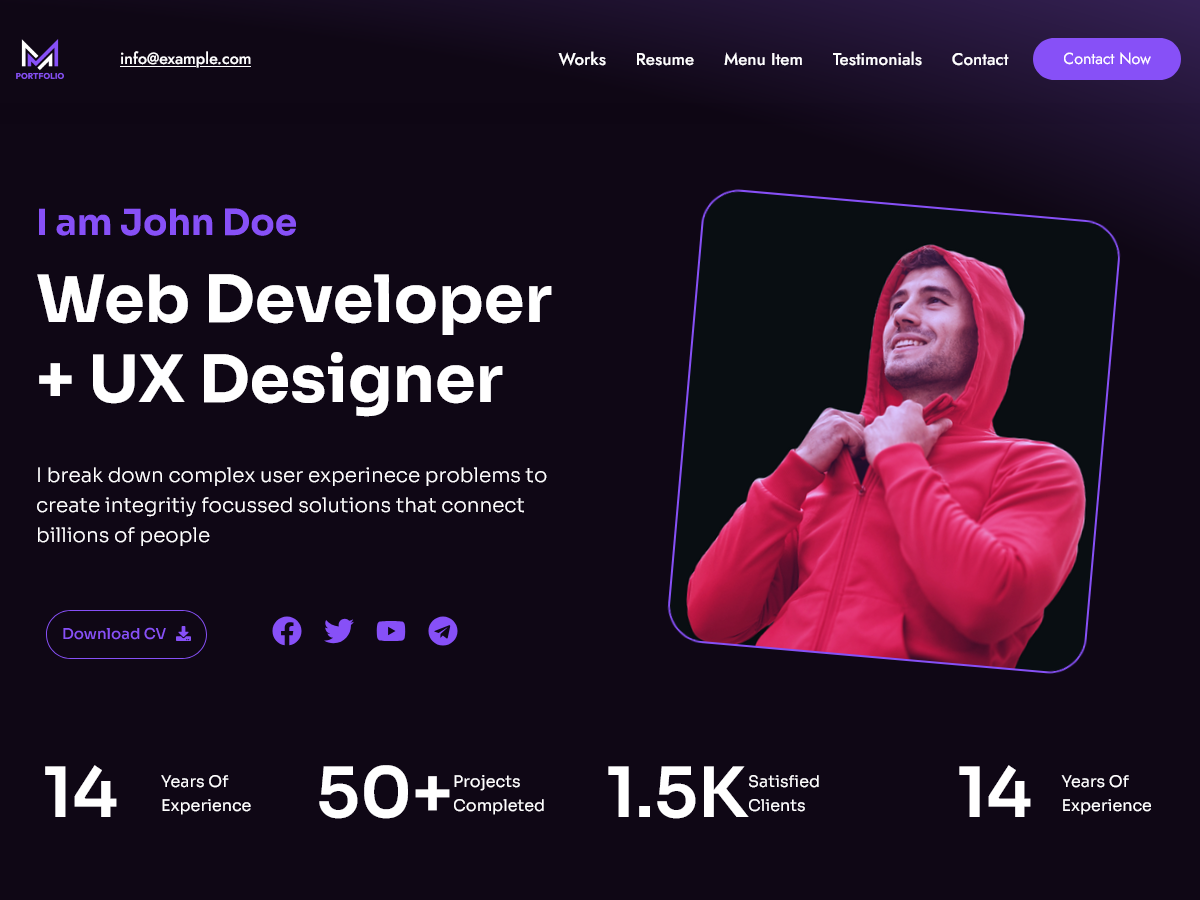 PORTFOLIO
info@example.com
Works
Resume
Menu Item
Testimonials
Contact
Contact Now
I am John Doe
Web Developer
+ UX Designer
I break down complex user experinece problems to
create integritiy focussed solutions that connect
billions of people
Download CV
14
Years Of
Experience
50+
Projects
Completed
1.5K
Satisfied
Clients
14
Years Of
Experience